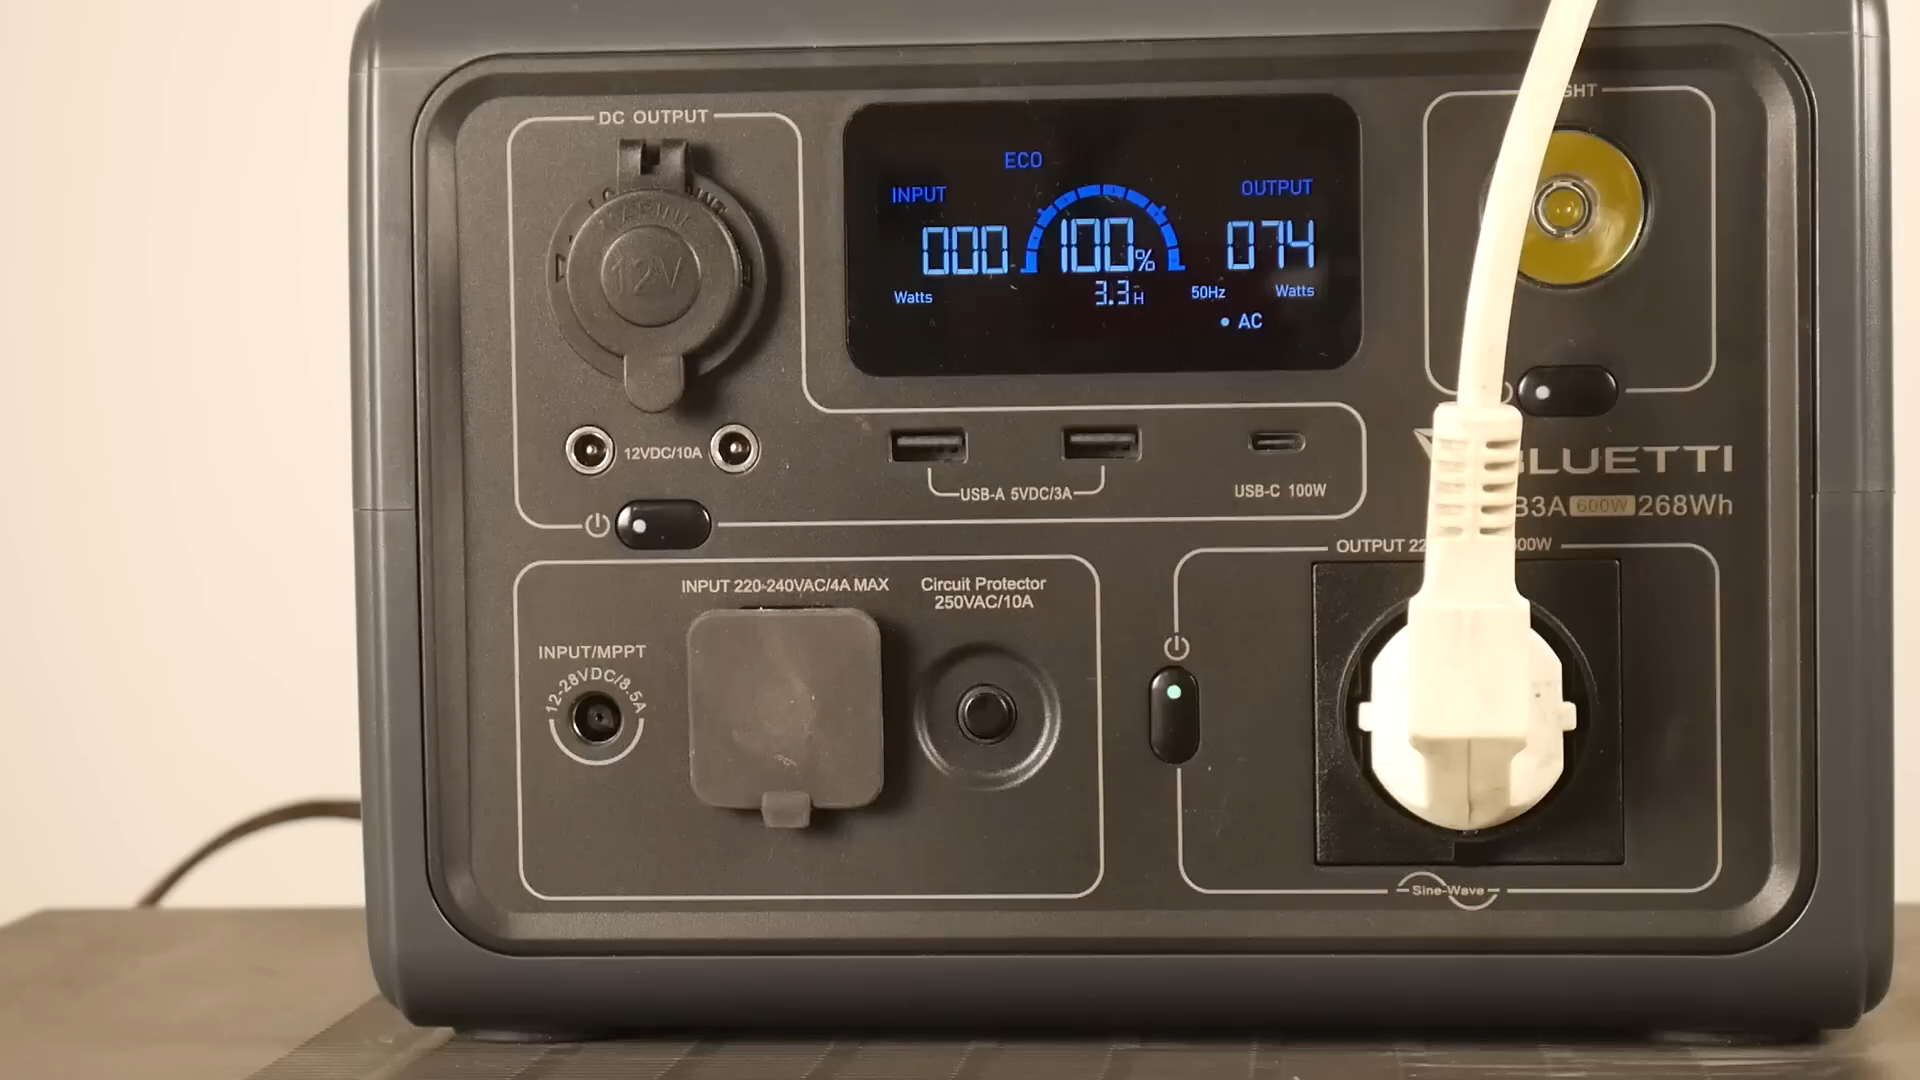 DC OUTPUT
12V
ECO
INPUT
OUTPUT
000
100%
074
Watts
3.3H
50Hz
Watts
AC
12VDC/10A
USB-A 5VDC/3A
USB-C 100W
LUETTI
B3A 600W 268Wh
INPUT 220-240VAC/4A MAX
Circuit Protector
250VAC/10A
INPUT/MPPT
12-28VDC/8.5A
OUTPUT 22
00W
Sine-Wave